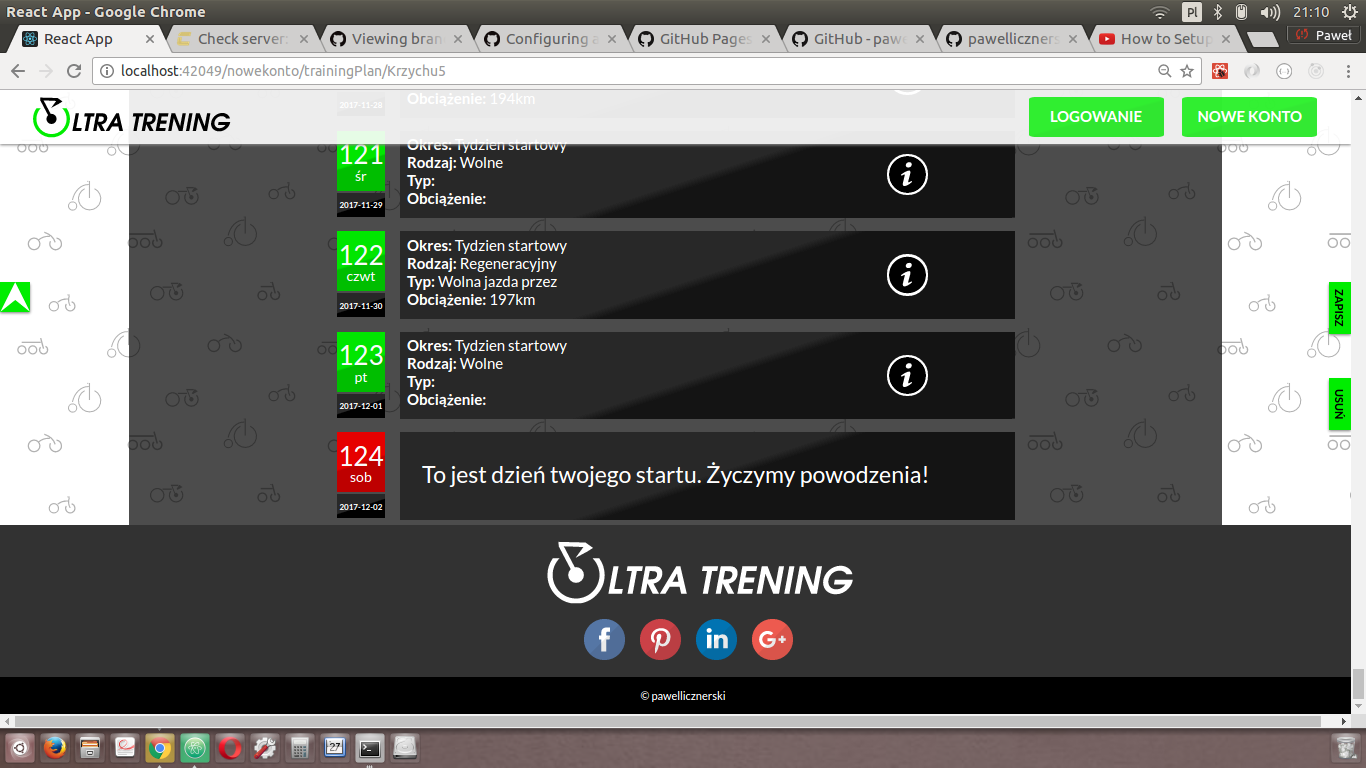 React App - Google Chrome
Pl
21:10
React App
Check server:
Viewing bran
Configuring a
GitHub Pages
GitHub - pawe
pawelliczners
How to Setup
Paweł
localhost:42049/nowekonto/trainingPlan/Krzychu5
LTRA TRENING
LOGOWANIE
NOWE KONTO
2017-11-28
Obciążenie: 194km
121
śr
2017-11-29
Okres: Tydzien startowy
Rodzaj: Wolne
Typ:
Obciążenie:
122
czwt
2017-11-30
Okres: Tydzien startowy
Rodzaj: Regeneracyjny
Typ: Wolna jazda przez
Obciążenie: 197km
123
pt
2017-12-01
Okres: Tydzien startowy
Rodzaj: Wolne
Typ:
Obciążenie:
124
sob
2017-12-02
To jest dzień twojego startu. Życzymy powodzenia!
ZAPISZ
USUŃ
LTRA TRENING
© pawellicznerski
27